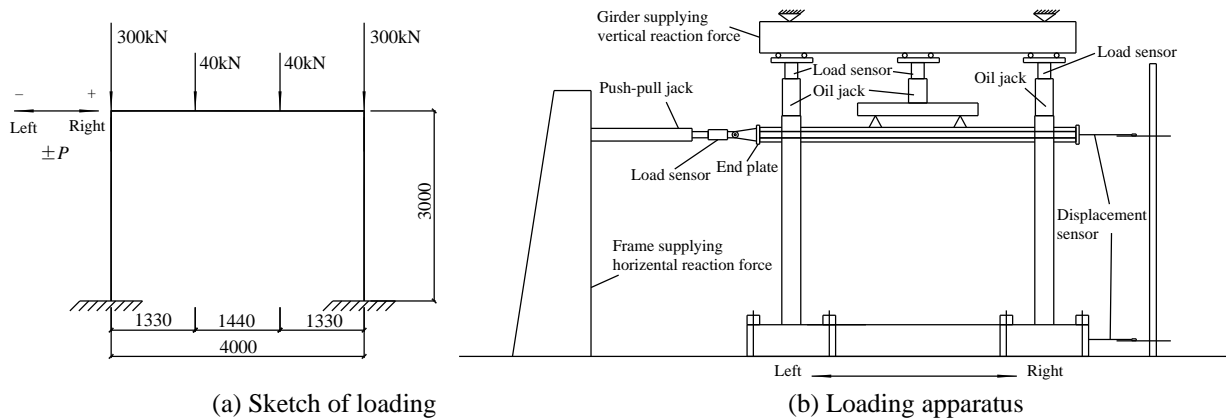 300kN
300kN
40kN
40kN
−
+
Left
Right
±P
3000
1330
1440
1330
4000
(a) Sketch of loading
Girder supplying
vertical reaction force
Load sensor
Load sensor
Oil jack
Oil jack
Push-pull jack
End plate
Load sensor
Displacement
sensor
Frame supplying
horizental reaction force
Left
Right
(b) Loading apparatus